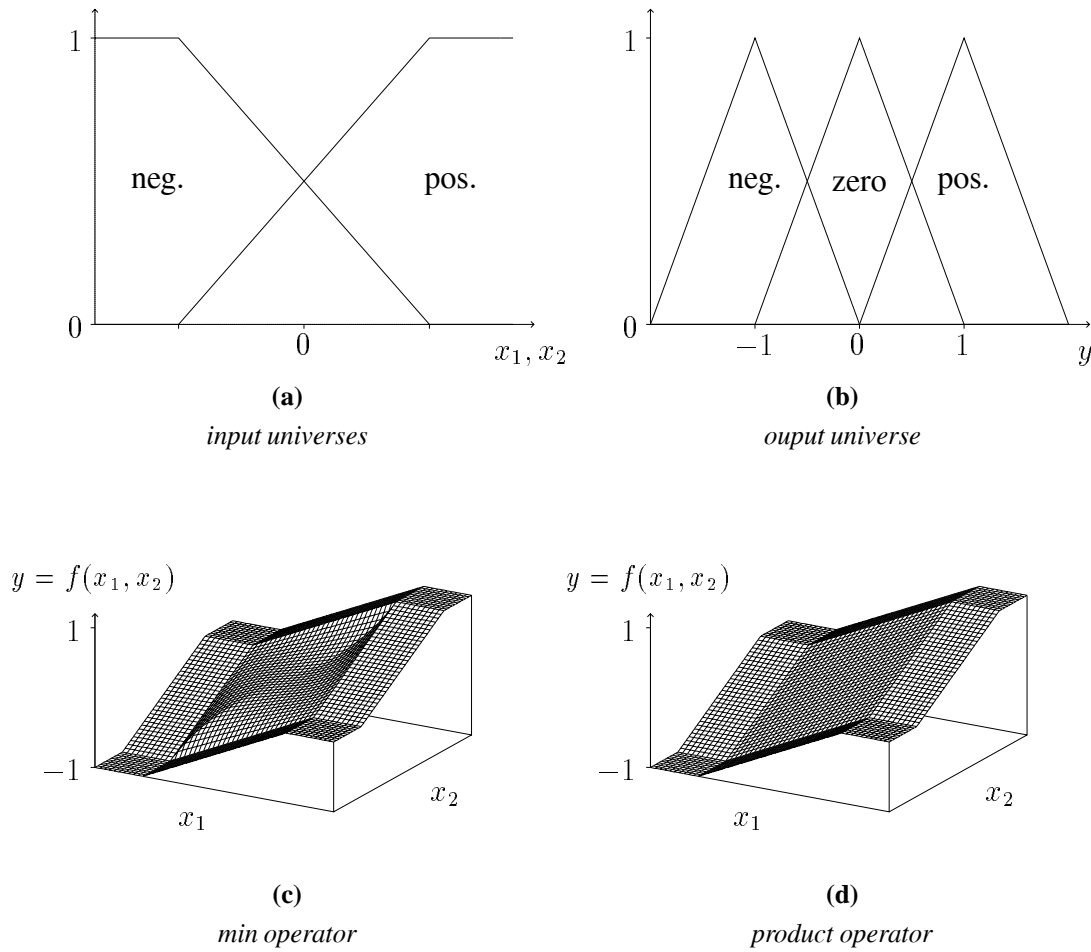 1
neg.
pos.
0
0
x₁, x₂
(a)
input universes
1
neg.
zero
pos.
0
−1
0
1
y
(b)
ouput universe
y = f(x₁, x₂)
1
−1
x₁
x₂
(c)
min operator
y = f(x₁, x₂)
1
−1
x₁
x₂
(d)
product operator